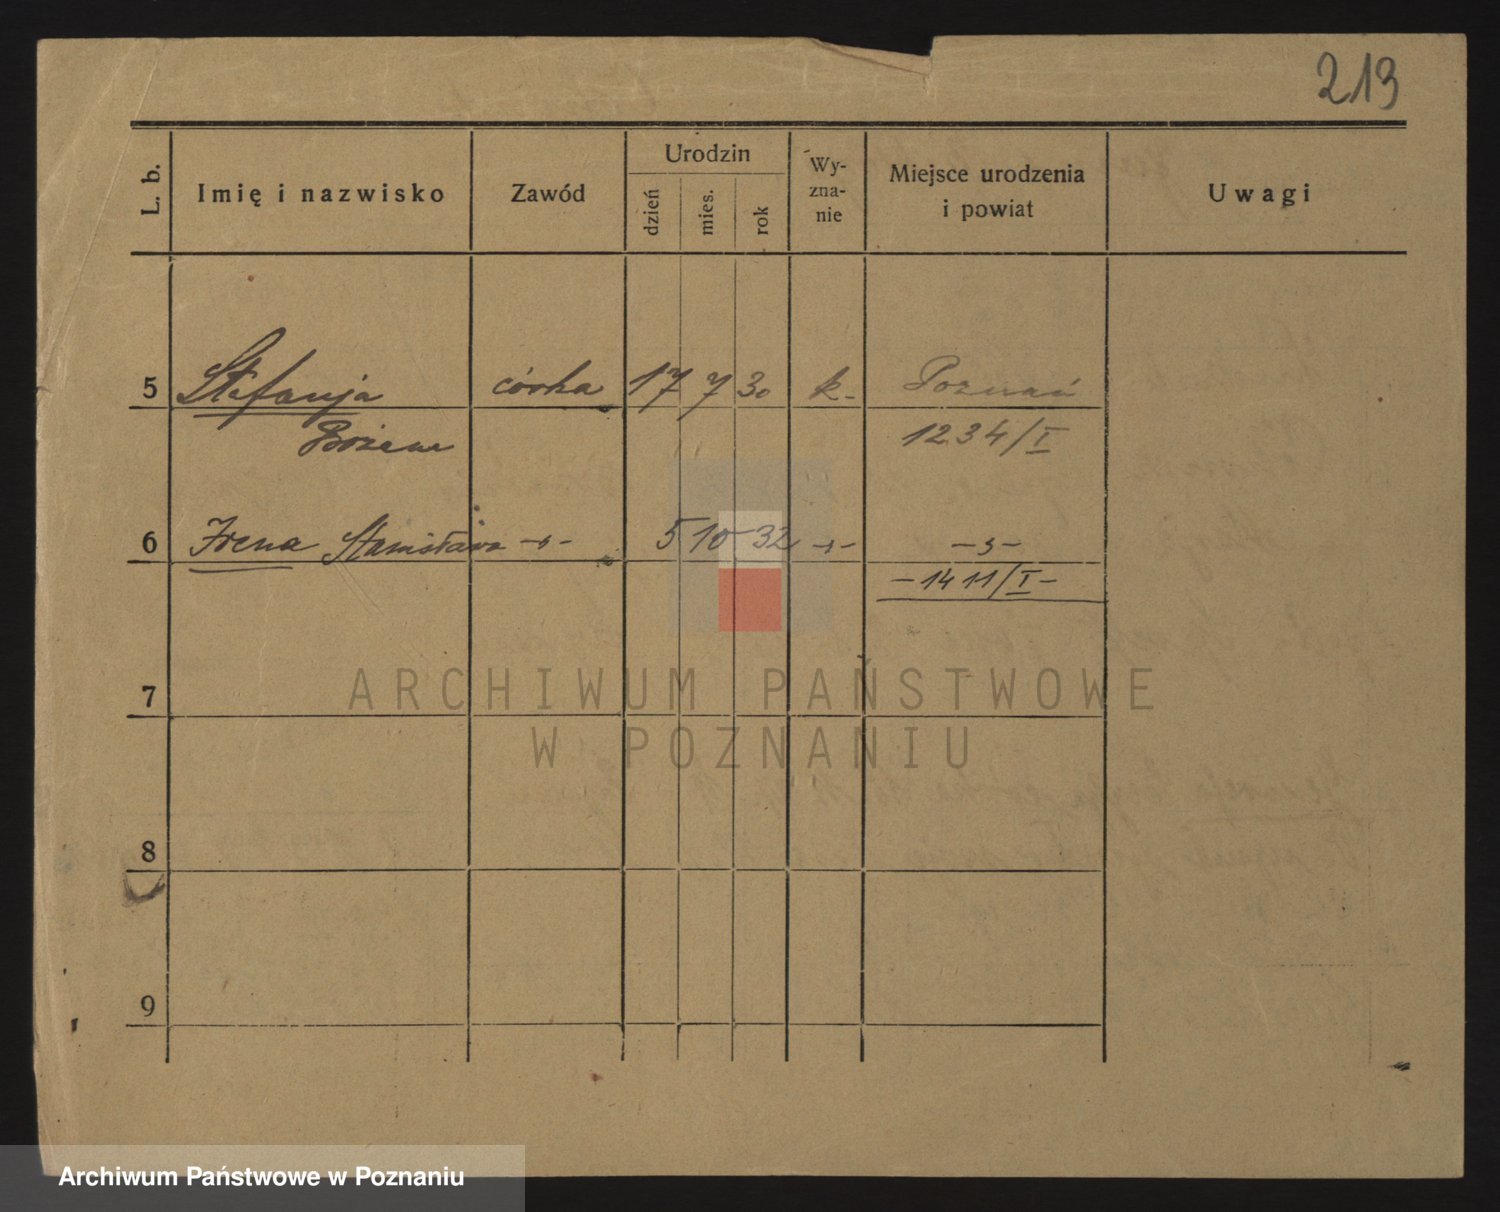 213
L. b.
Imię i nazwisko
Zawód
Urodzin
dzień
mies.
rok
Wy-
zna-
nie
Miejsce urodzenia
i powiat
Uwagi
5 Stefanja córka 17 7 30 k. Poznań
Bożena 1234/I
6 Irena Stanisława -"- 5 10 32 -"- -"-
-1411/I-
7
8
9
ARCHIWUM PAŃSTWOWE
W POZNANIU
Archiwum Państwowe w Poznaniu